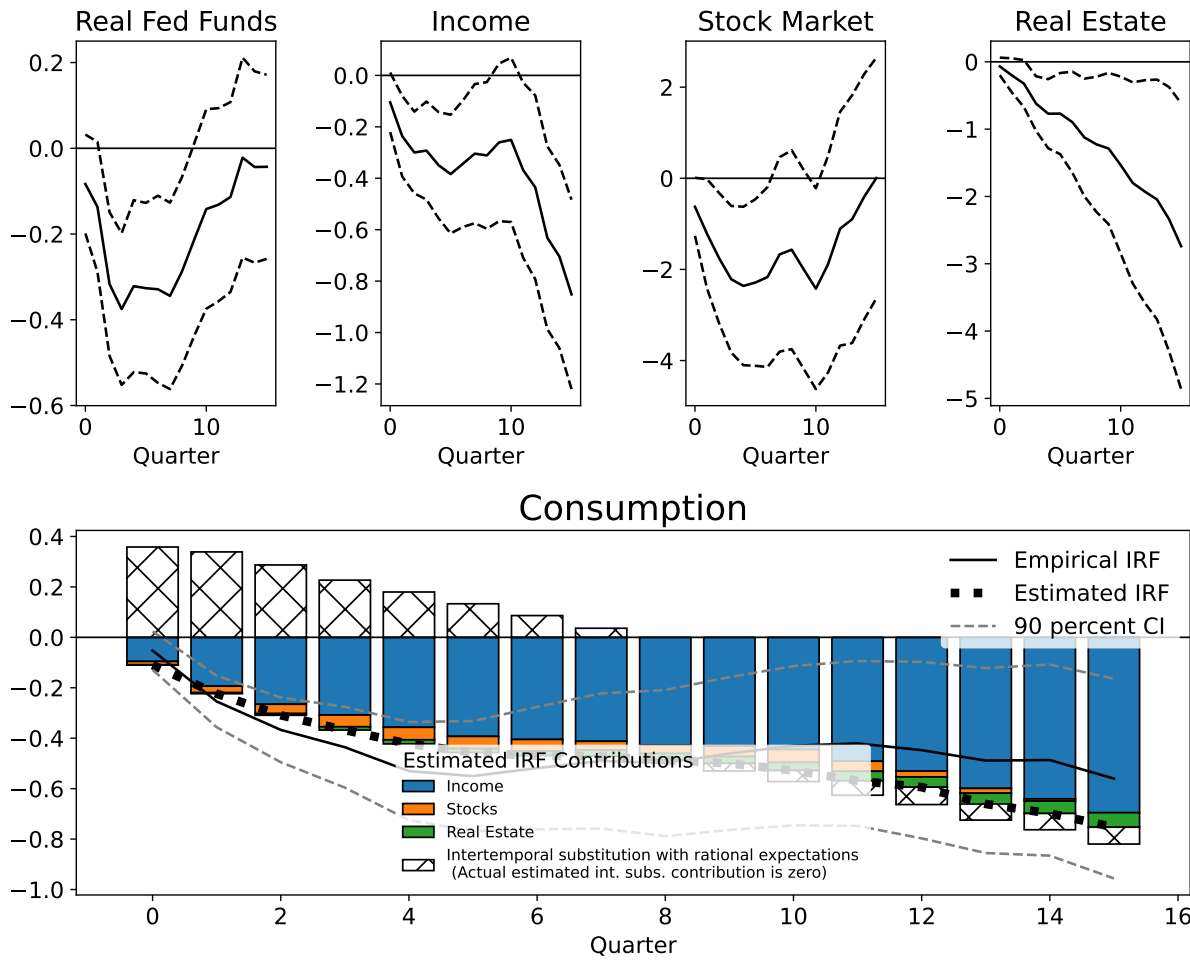 Real Fed Funds
Income
Stock Market
Real Estate
0.2
0.0
−0.2
−0.4
−0.6
0
10
Quarter
0.0
−0.2
−0.4
−0.6
−0.8
−1.0
−1.2
0
10
Quarter
2
0
−2
−4
0
10
Quarter
0
−1
−2
−3
−4
−5
0
10
Quarter
Consumption
0.4
0.2
0.0
−0.2
−0.4
−0.6
−0.8
−1.0
Empirical IRF
Estimated IRF
90 percent CI
Estimated IRF Contributions
Income
Stocks
Real Estate
Intertemporal substitution with rational expectations
(Actual estimated int. subs. contribution is zero)
0
2
4
6
8
10
12
14
16
Quarter